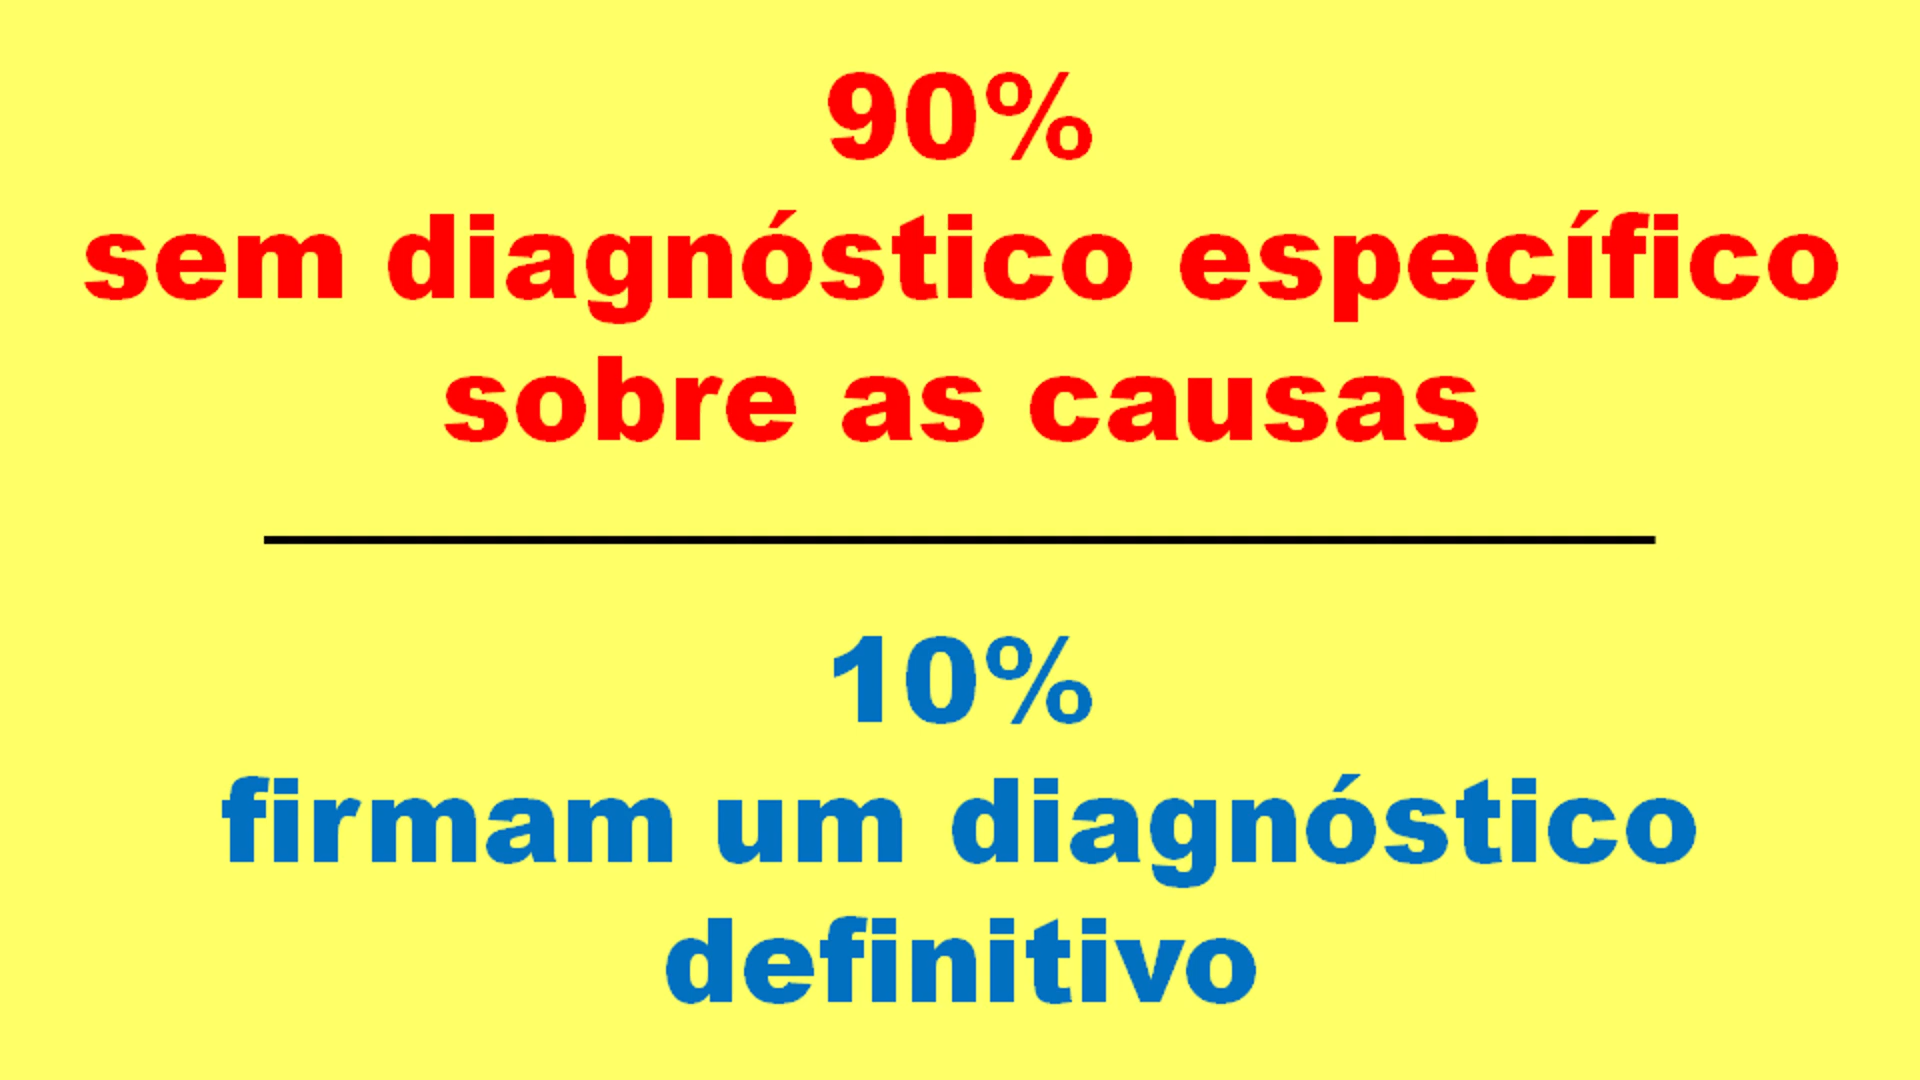 90%
sem diagnóstico específico
sobre as causas
10%
firmam um diagnóstico
definitivo